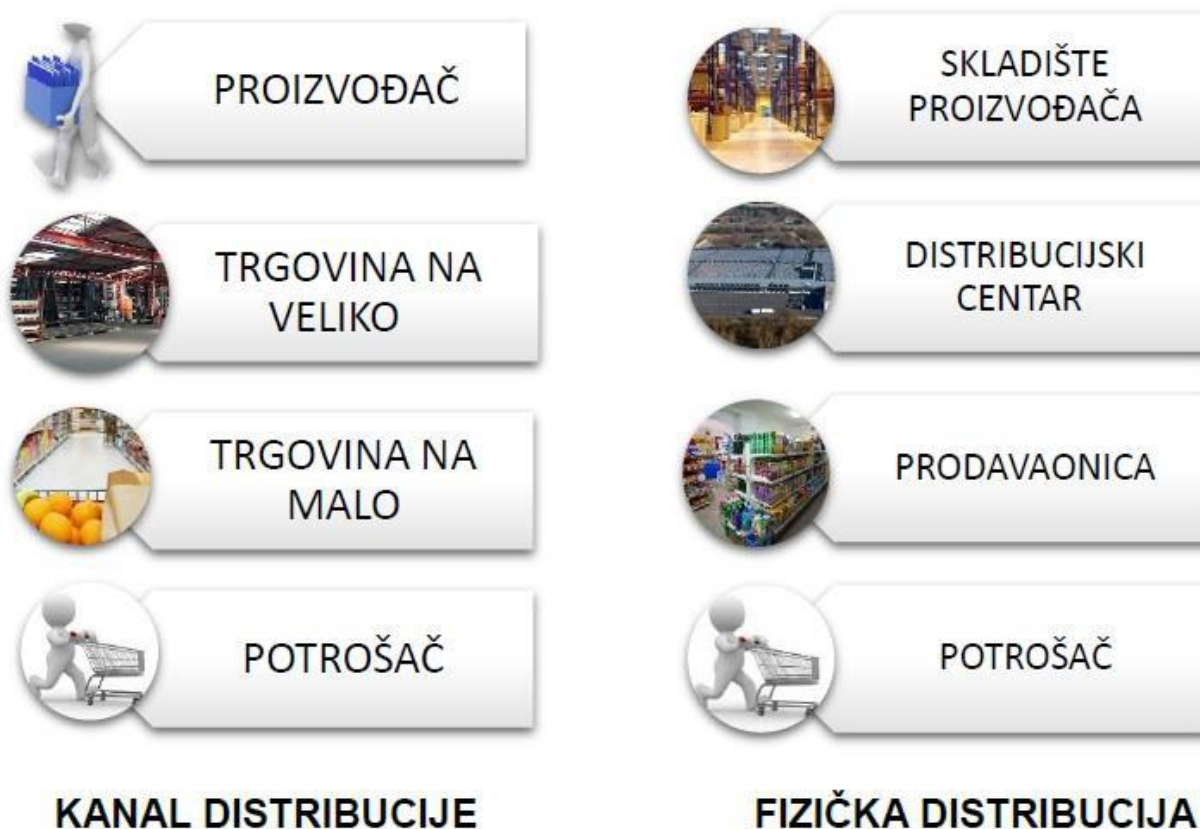 PROIZVOĐAČ
TRGOVINA NA
VELIKO
TRGOVINA NA
MALO
POTROŠAČ
KANAL DISTRIBUCIJE
SKLADIŠTE
PROIZVOĐAČA
DISTRIBUCIJSKI
CENTAR
PRODAVAONICA
POTROŠAČ
FIZIČKA DISTRIBUCIJA